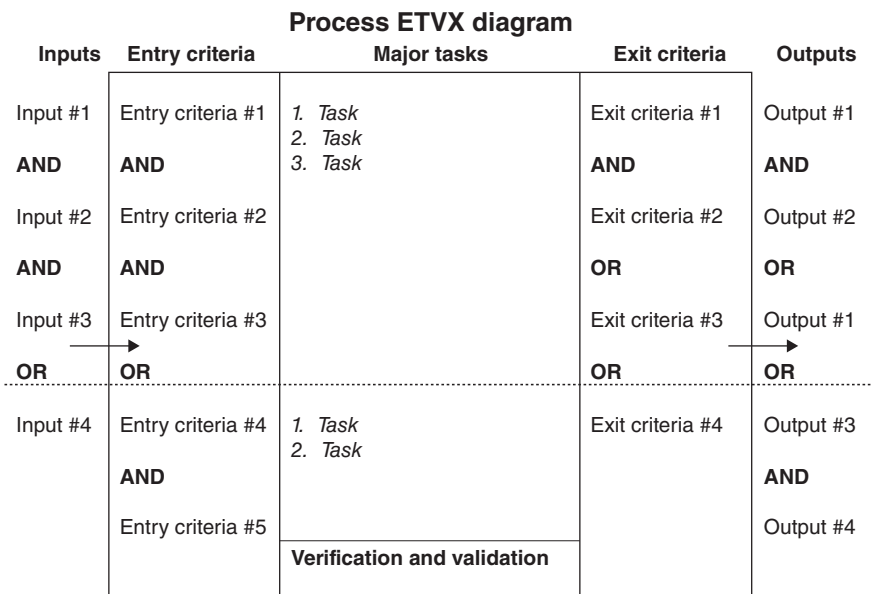 Process ETVX diagram
Inputs Entry criteria Major tasks Exit criteria Outputs
Input #1 Entry criteria #1 1. Task Exit criteria #1 Output #1
2. Task
AND AND 3. Task AND AND
Input #2 Entry criteria #2 Exit criteria #2 Output #2
AND AND OR OR
Input #3 Entry criteria #3 Exit criteria #3 Output #1
OR OR OR OR
Input #4 Entry criteria #4 1. Task Exit criteria #4 Output #3
2. Task
AND AND
Entry criteria #5 Output #4
Verification and validation